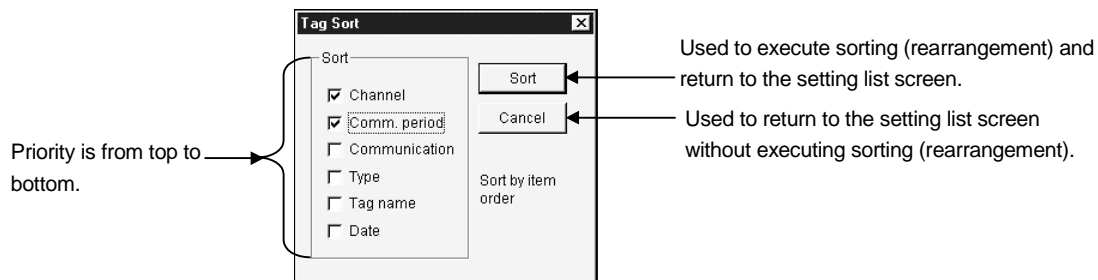 Tag Sort
Sort
Channel
Comm. period
Communication
Type
Tag name
Date
Sort
Cancel
Sort by item
order
Priority is from top to
bottom.
Used to execute sorting (rearrangement) and
return to the setting list screen.
Used to return to the setting list screen
without executing sorting (rearrangement).